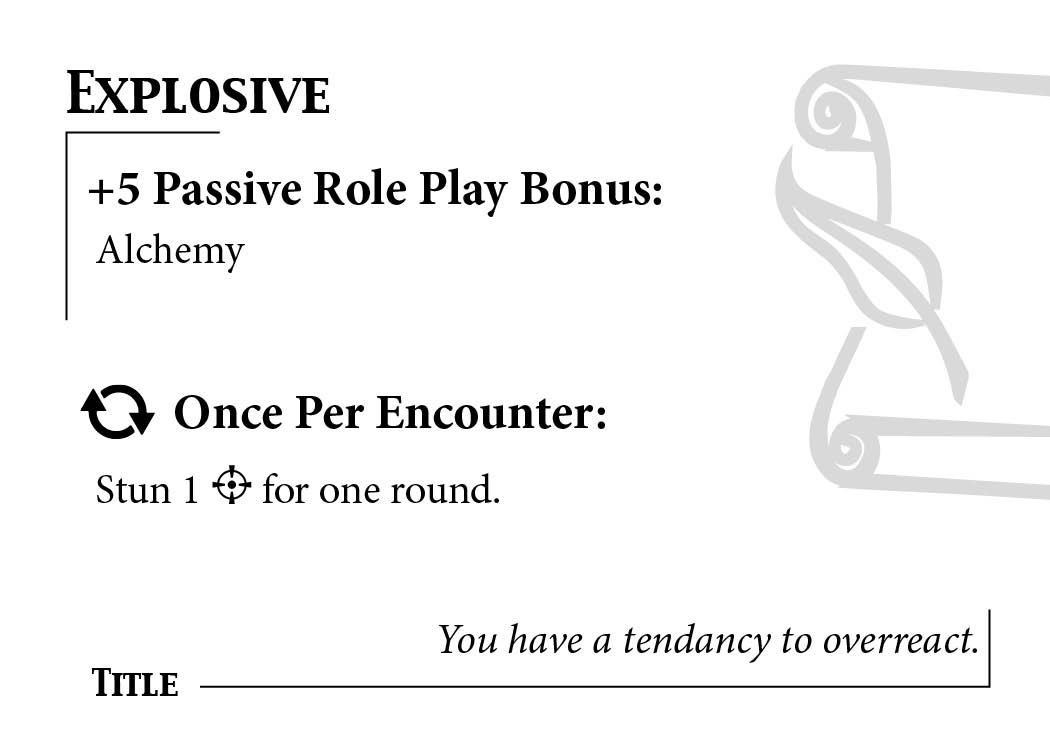 Explosive
+5 Passive Role Play Bonus:
Alchemy
Once Per Encounter:
Stun 1 for one round.
You have a tendancy to overreact.
Title